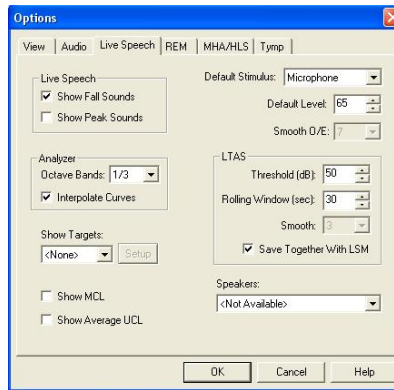 Options
View Audio Live Speech REM MHA/HLS Tymp
Live Speech
Show Fall Sounds
Show Peak Sounds
Default Stimulus: Microphone
Default Level: 65
Smooth O/E: 7
Analyzer
Octave Bands: 1/3
Interpolate Curves
LTAS
Threshold (dB): 50
Rolling Window (sec): 30
Smooth: 3
Save Together With LSM
Show Targets:
<None> Setup
Show MCL
Show Average UCL
Speakers:
<Not Available>
OK Cancel Help